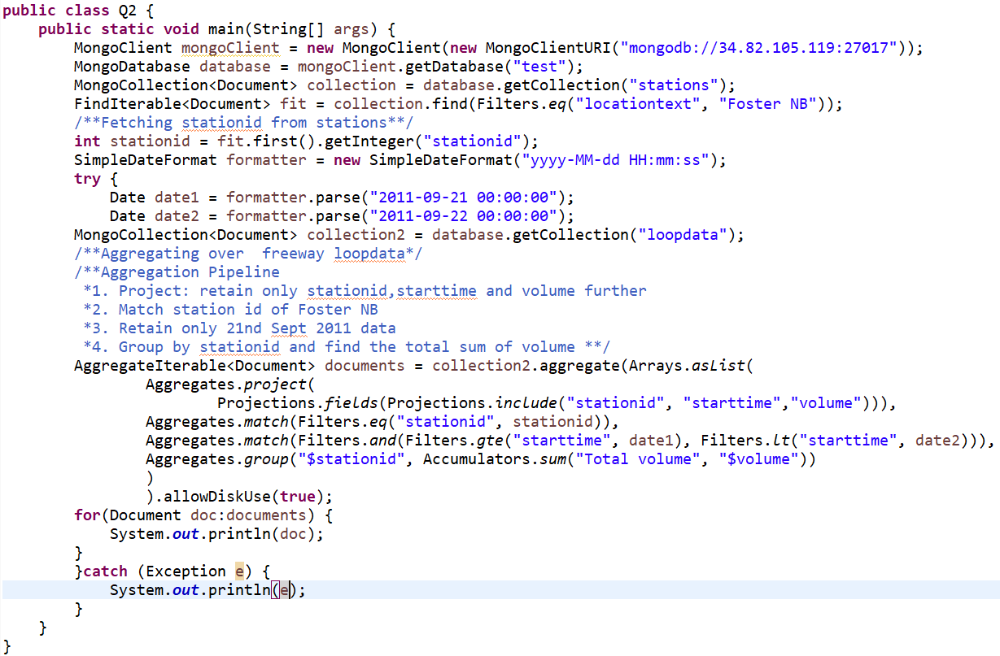 public class Q2 {
public static void main(String[] args) {
MongoClient mongoClient = new MongoClient(new MongoClientURI("mongodb://34.82.105.119:27017"));
MongoDatabase database = mongoClient.getDatabase("test");
MongoCollection<Document> collection = database.getCollection("stations");
FindIterable<Document> fit = collection.find(Filters.eq("locationtext", "Foster NB"));
/**Fetching stationid from stations**/
int stationid = fit.first().getInteger("stationid");
SimpleDateFormat formatter = new SimpleDateFormat("yyyy-MM-dd HH:mm:ss");
try {
Date date1 = formatter.parse("2011-09-21 00:00:00");
Date date2 = formatter.parse("2011-09-22 00:00:00");
MongoCollection<Document> collection2 = database.getCollection("loopdata");
/**Aggregating over  freeway loopdata*/
/**Aggregation Pipeline
*1. Project: retain only stationid,starttime and volume further
*2. Match station id of Foster NB
*3. Retain only 21nd Sept 2011 data
*4. Group by stationid and find the total sum of volume **/
AggregateIterable<Document> documents = collection2.aggregate(Arrays.asList(
Aggregates.project(
Projections.fields(Projections.include("stationid", "starttime","volume"))),
Aggregates.match(Filters.eq("stationid", stationid)),
Aggregates.match(Filters.and(Filters.gte("starttime", date1), Filters.lt("starttime", date2))),
Aggregates.group("$stationid", Accumulators.sum("Total volume", "$volume"))
)
).allowDiskUse(true);
for(Document doc:documents) {
System.out.println(doc);
}
}catch (Exception e) {
System.out.println(e);
}
}
}